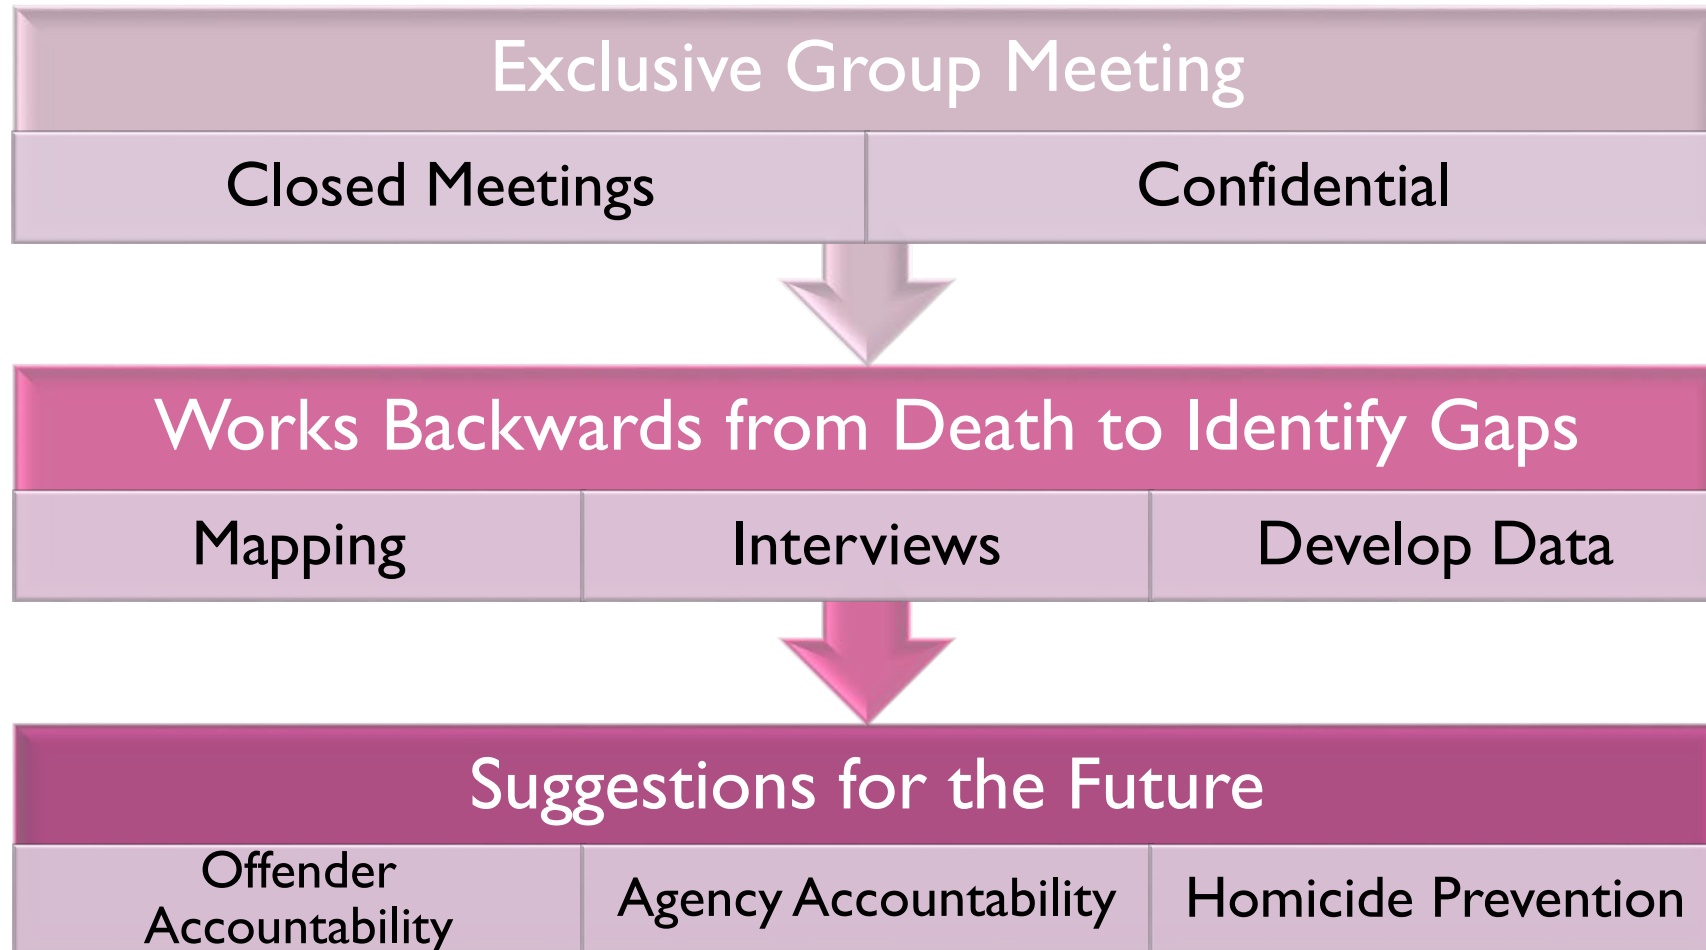 Exclusive Group Meeting
Closed Meetings
Confidential
Works Backwards from Death to Identify Gaps
Mapping
Interviews
Develop Data
Suggestions for the Future
Offender
Accountability
Agency Accountability
Homicide Prevention